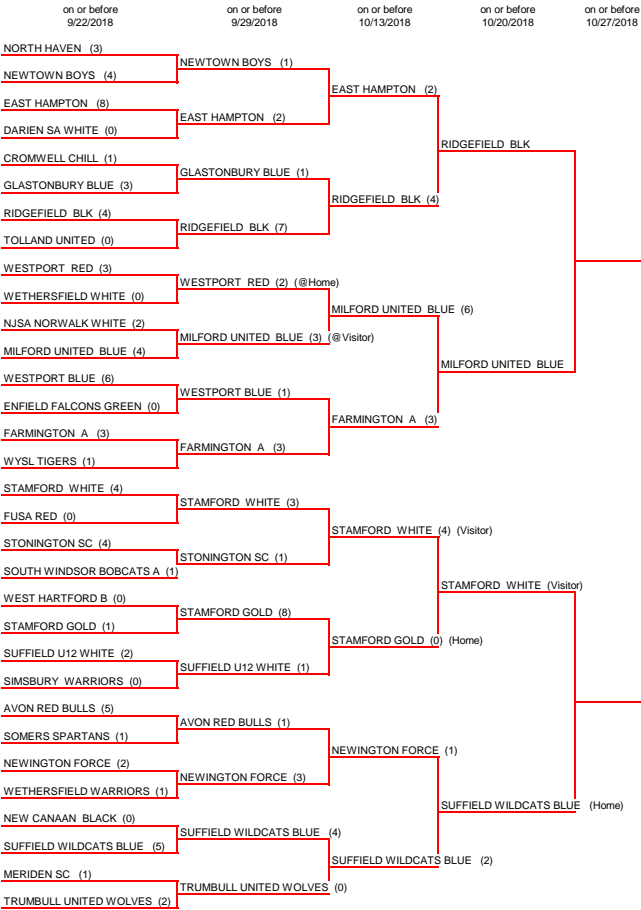 on or before on or before on or before on or before on or before
9/22/2018 9/29/2018 10/13/2018 10/20/2018 10/27/2018
NORTH HAVEN (3)
NEWTOWN BOYS (1)
NEWTOWN BOYS (4)
EAST HAMPTON (2)
EAST HAMPTON (8)
EAST HAMPTON (2)
DARIEN SA WHITE (0)
RIDGEFIELD BLK
CROMWELL CHILL (1)
GLASTONBURY BLUE (1)
GLASTONBURY BLUE (3)
RIDGEFIELD BLK (4)
RIDGEFIELD BLK (4)
RIDGEFIELD BLK (7)
TOLLAND UNITED (0)
WESTPORT RED (3)
WESTPORT RED (2) (@Home)
WETHERSFIELD WHITE (0)
MILFORD UNITED BLUE (6)
NJSA NORWALK WHITE (2)
MILFORD UNITED BLUE (3) (@Visitor)
MILFORD UNITED BLUE (4)
MILFORD UNITED BLUE
WESTPORT BLUE (6)
WESTPORT BLUE (1)
ENFIELD FALCONS GREEN (0)
FARMINGTON A (3)
FARMINGTON A (3)
FARMINGTON A (3)
WYSL TIGERS (1)
STAMFORD WHITE (4)
STAMFORD WHITE (3)
FUSA RED (0)
STAMFORD WHITE (4) (Visitor)
STONINGTON SC (4)
STONINGTON SC (1)
SOUTH WINDSOR BOBCATS A (1)
STAMFORD WHITE (Visitor)
WEST HARTFORD B (0)
STAMFORD GOLD (8)
STAMFORD GOLD (1)
STAMFORD GOLD (0) (Home)
SUFFIELD U12 WHITE (2)
SUFFIELD U12 WHITE (1)
SIMSBURY WARRIORS (0)
AVON RED BULLS (5)
AVON RED BULLS (1)
SOMERS SPARTANS (1)
NEWINGTON FORCE (1)
NEWINGTON FORCE (2)
NEWINGTON FORCE (3)
WETHERSFIELD WARRIORS (1)
SUFFIELD WILDCATS BLUE (Home)
NEW CANAAN BLACK (0)
SUFFIELD WILDCATS BLUE (4)
SUFFIELD WILDCATS BLUE (5)
SUFFIELD WILDCATS BLUE (2)
MERIDEN SC (1)
TRUMBULL UNITED WOLVES (0)
TRUMBULL UNITED WOLVES (2)